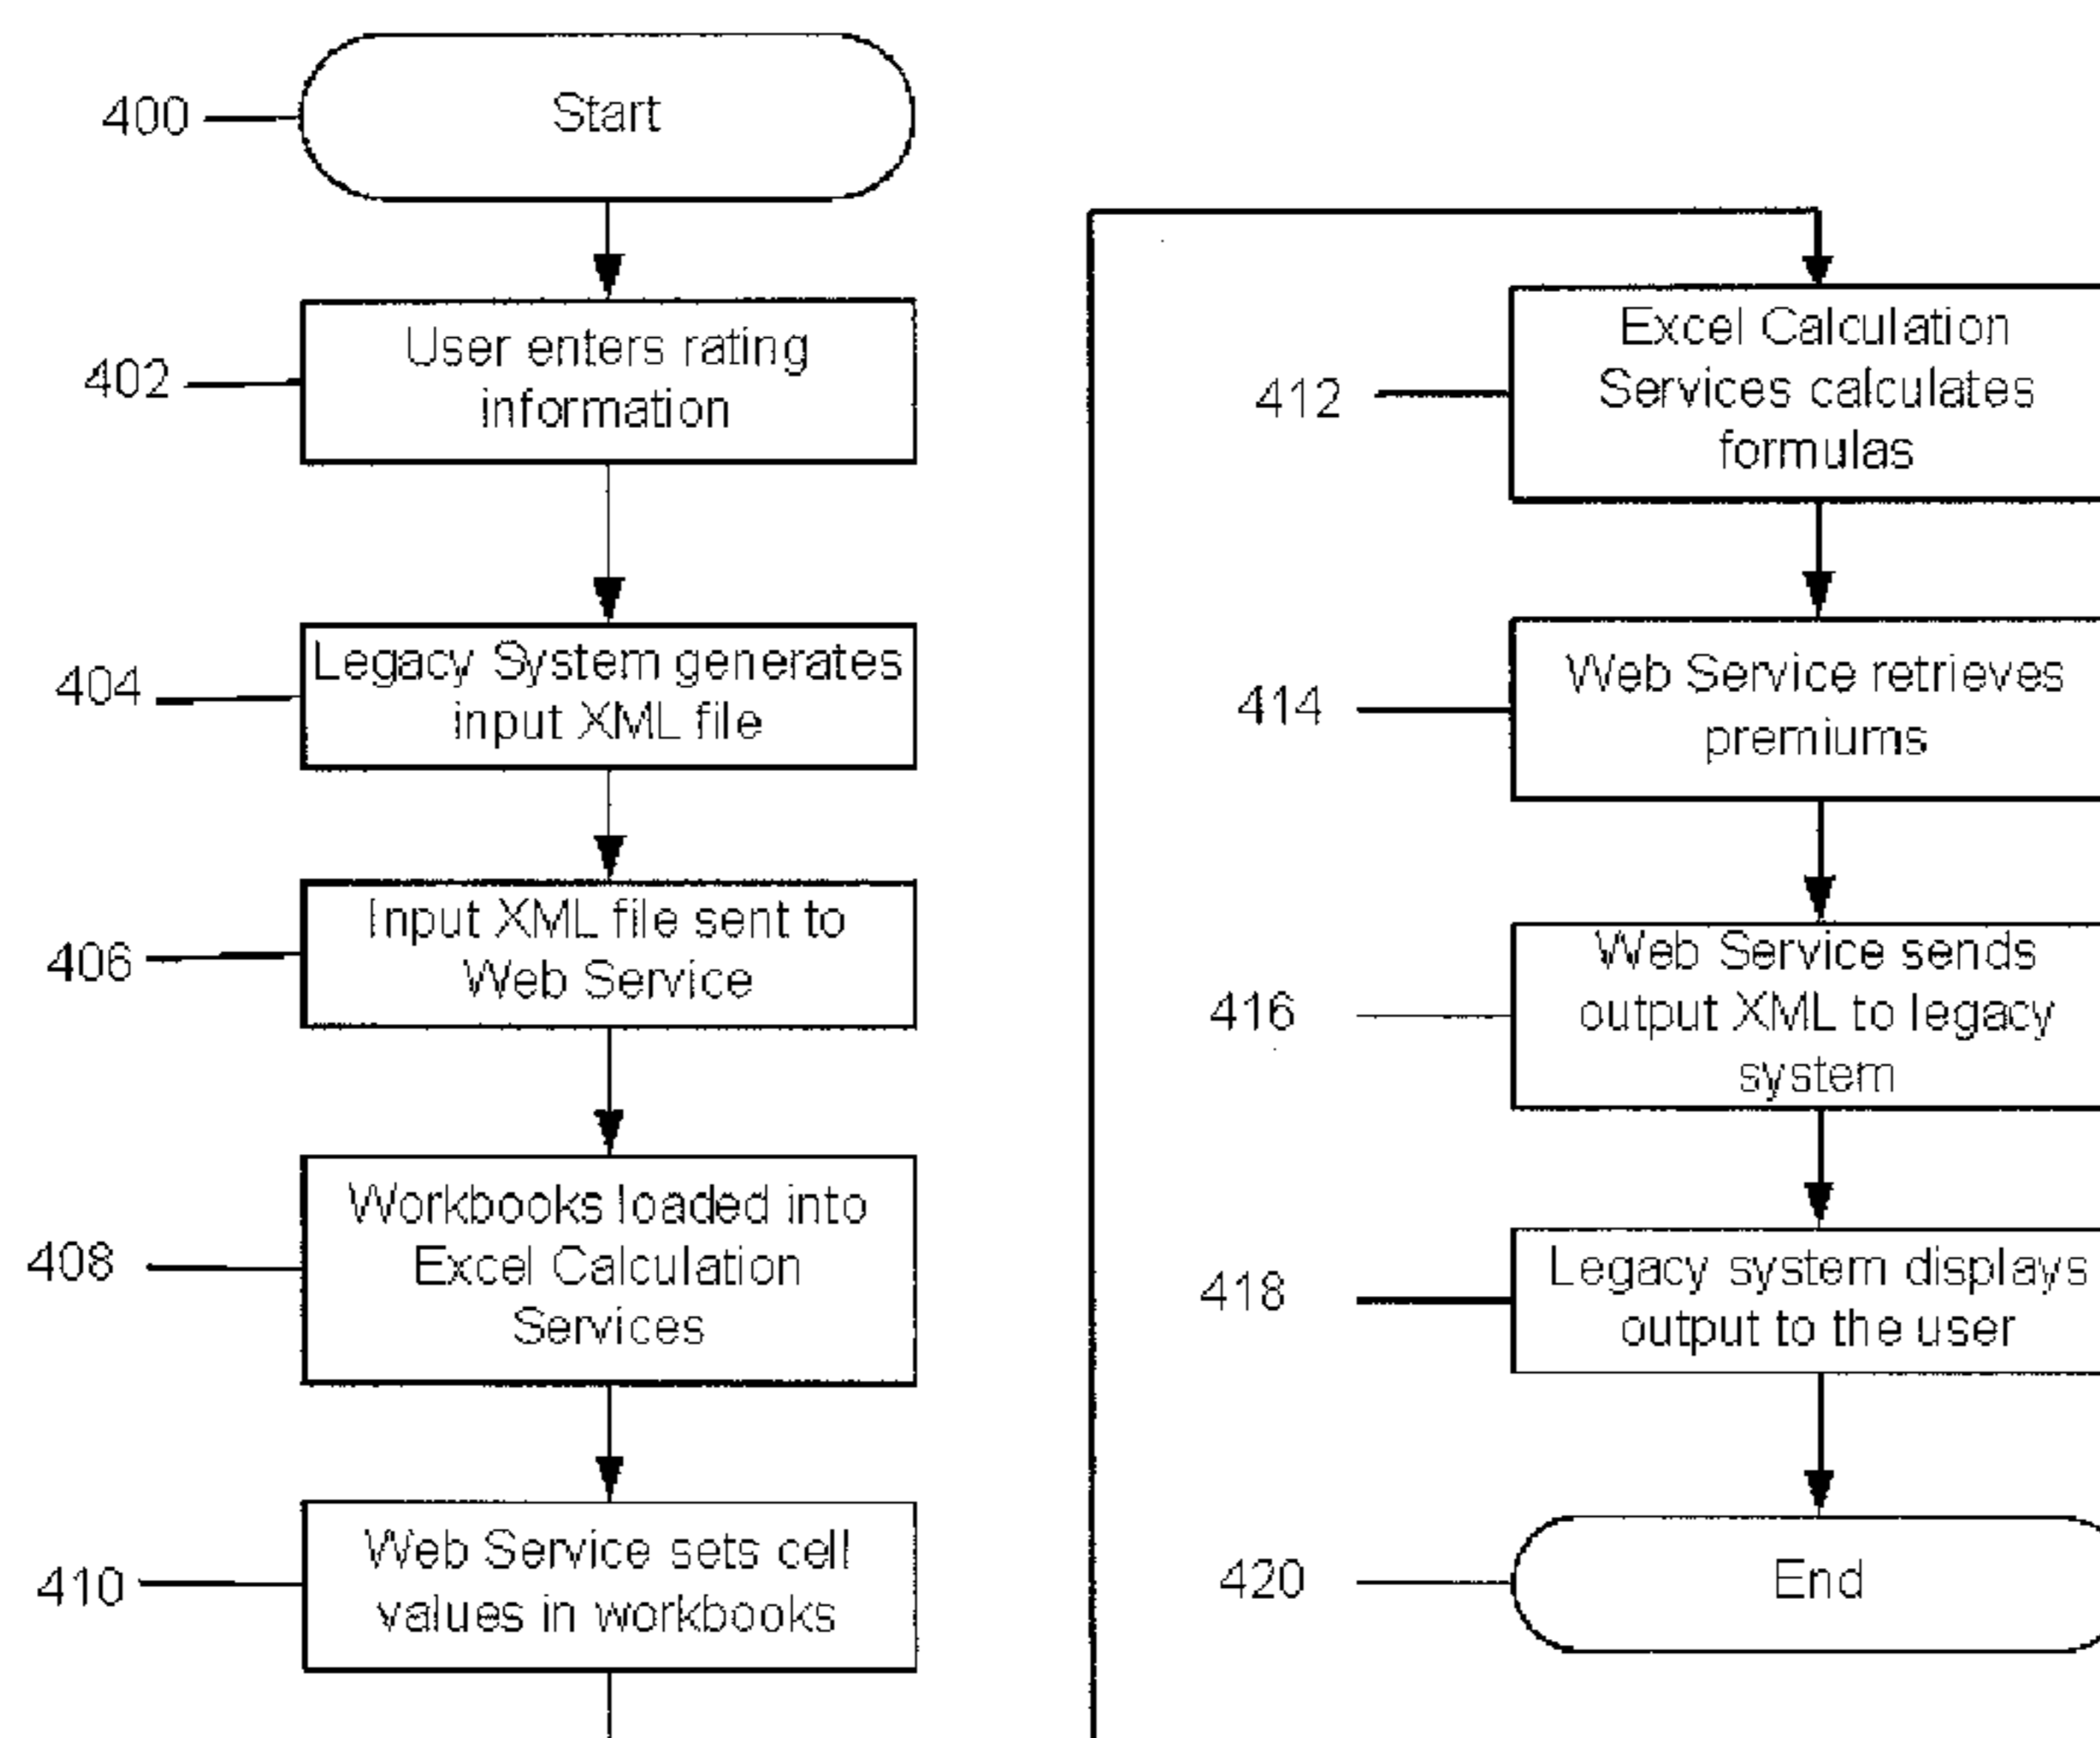 400
Start
402
User enters rating
information
404
Legacy System generates
input XML file
406
Input XML file sent to
Web Service
408
Workbooks loaded into
Excel Calculation
Services
410
Web Service sets cell
values in workbooks
412
Excel Calculation
Services calculates
formulas
414
Web Service retrieves
premiums
416
Web Service sends
output XML to legacy
system
418
Legacy system displays
output to the user
420
End